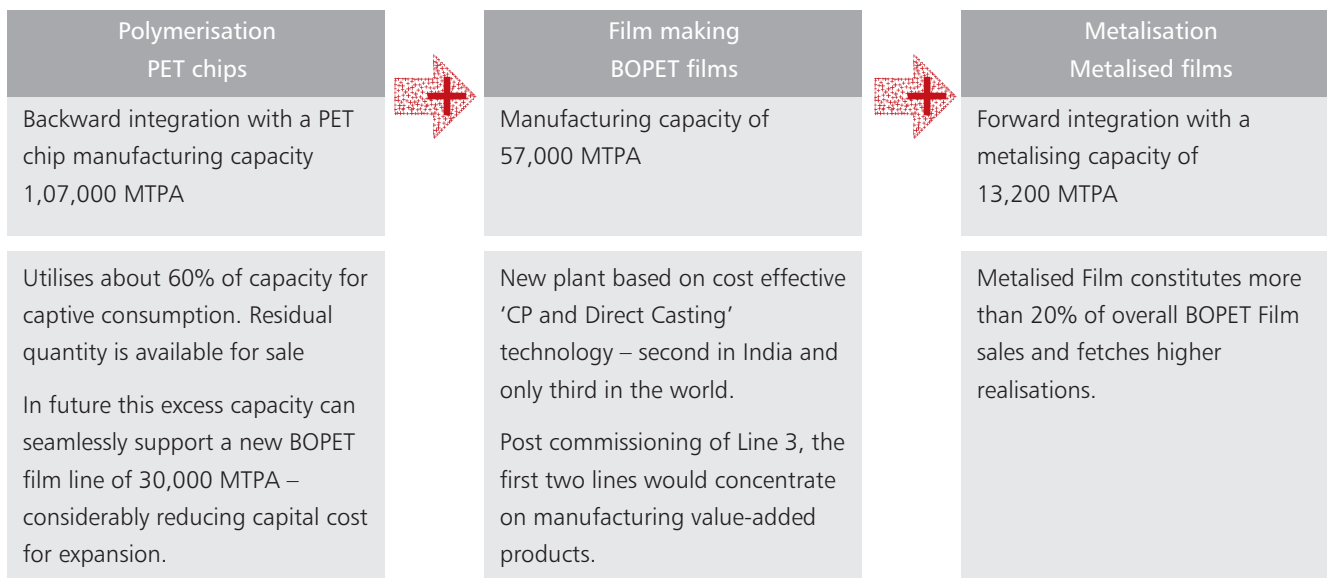 Polymerisation
PET chips
Backward integration with a PET
chip manufacturing capacity
1,07,000 MTPA
Utilises about 60% of capacity for
captive consumption. Residual
quantity is available for sale
In future this excess capacity can
seamlessly support a new BOPET
film line of 30,000 MTPA –
considerably reducing capital cost
for expansion.
Film making
BOPET films
Manufacturing capacity of
57,000 MTPA
New plant based on cost effective
‘CP and Direct Casting’
technology – second in India and
only third in the world.
Post commissioning of Line 3, the
first two lines would concentrate
on manufacturing value-added
products.
Metalisation
Metalised films
Forward integration with a
metalising capacity of
13,200 MTPA
Metalised Film constitutes more
than 20% of overall BOPET Film
sales and fetches higher
realisations.